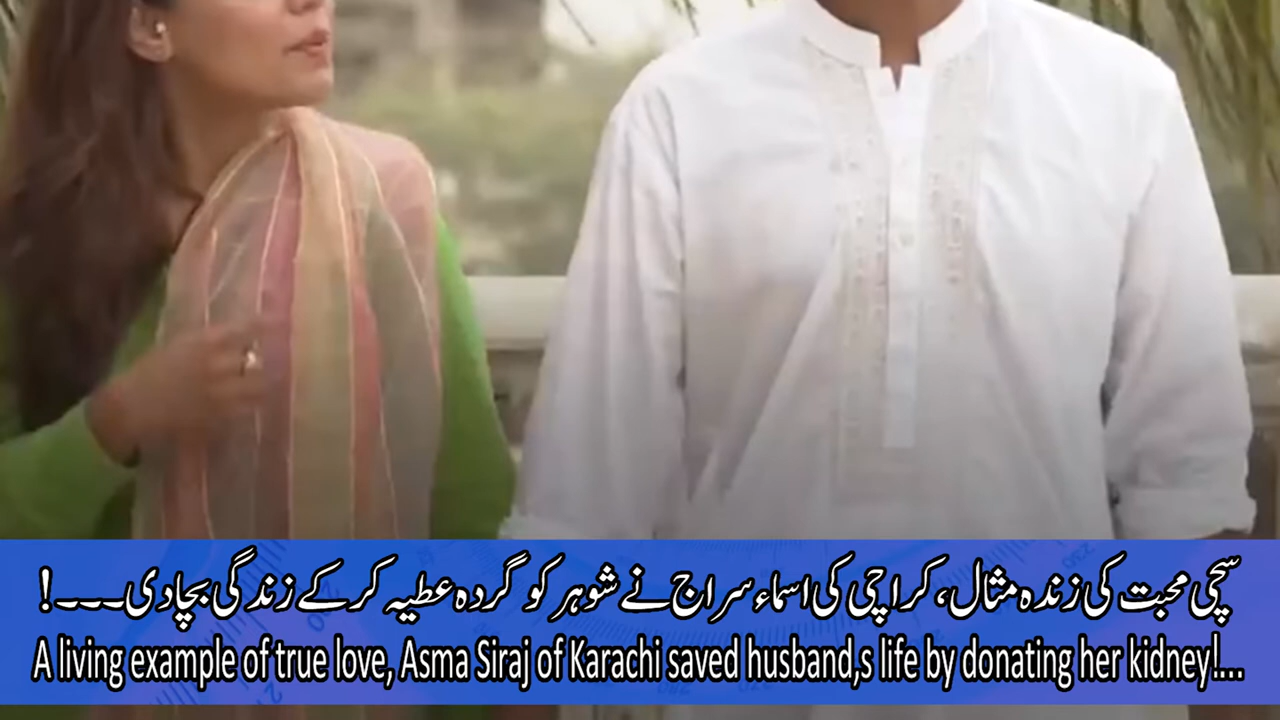 سچی محبت کی زندہ مثال، کراچی کی اسماء سراج نے شوہر کو گردہ عطیہ کر کے زندگی بچادی۔۔۔!
A living example of true love, Asma Siraj of Karachi saved husband,s life by donating her kidney!...